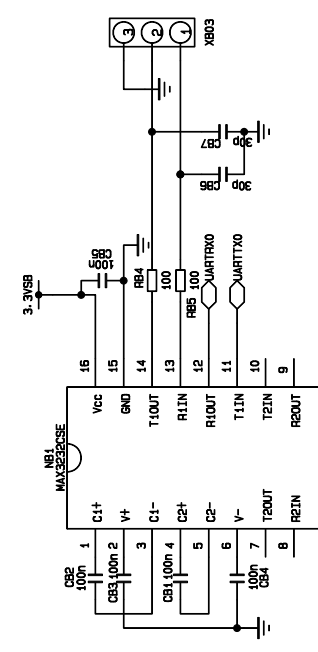 XB03
3
2
1
CB7
30p
CB6
30p
100n
CB5
3.3VSB
RB4
100
RB5
100
UARTRX0
UARTTX0
16
15
14
13
12
11
10
9
Vcc
GND
T1OUT
R1IN
R1OUT
T1IN
T2IN
R2OUT
NB1
MAX3232CSE
C1+
V+
C1-
C2+
C2-
V-
T2OUT
R2IN
1
2
3
4
5
6
7
8
CB2
100n
CB3
100n
CB1
100n
100n
CB4